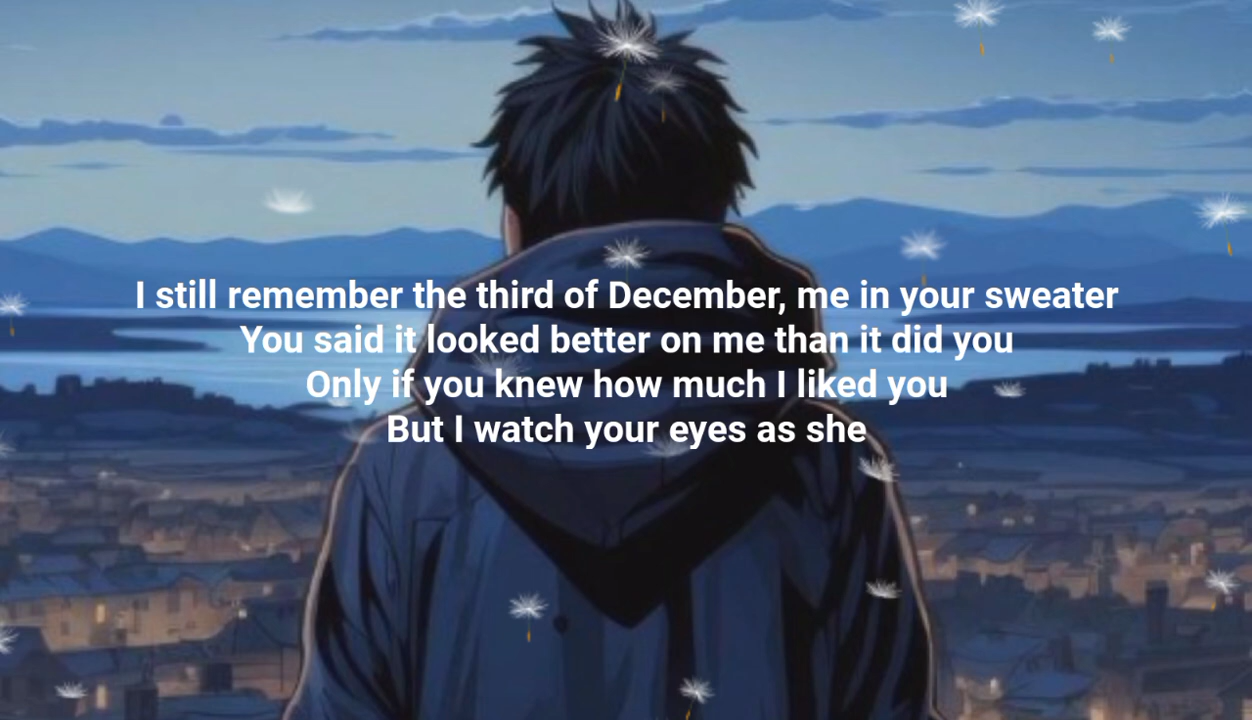 I still remember the third of December, me in your sweater
You said it looked better on me than it did you
Only if you knew how much I liked you
But I watch your eyes as she